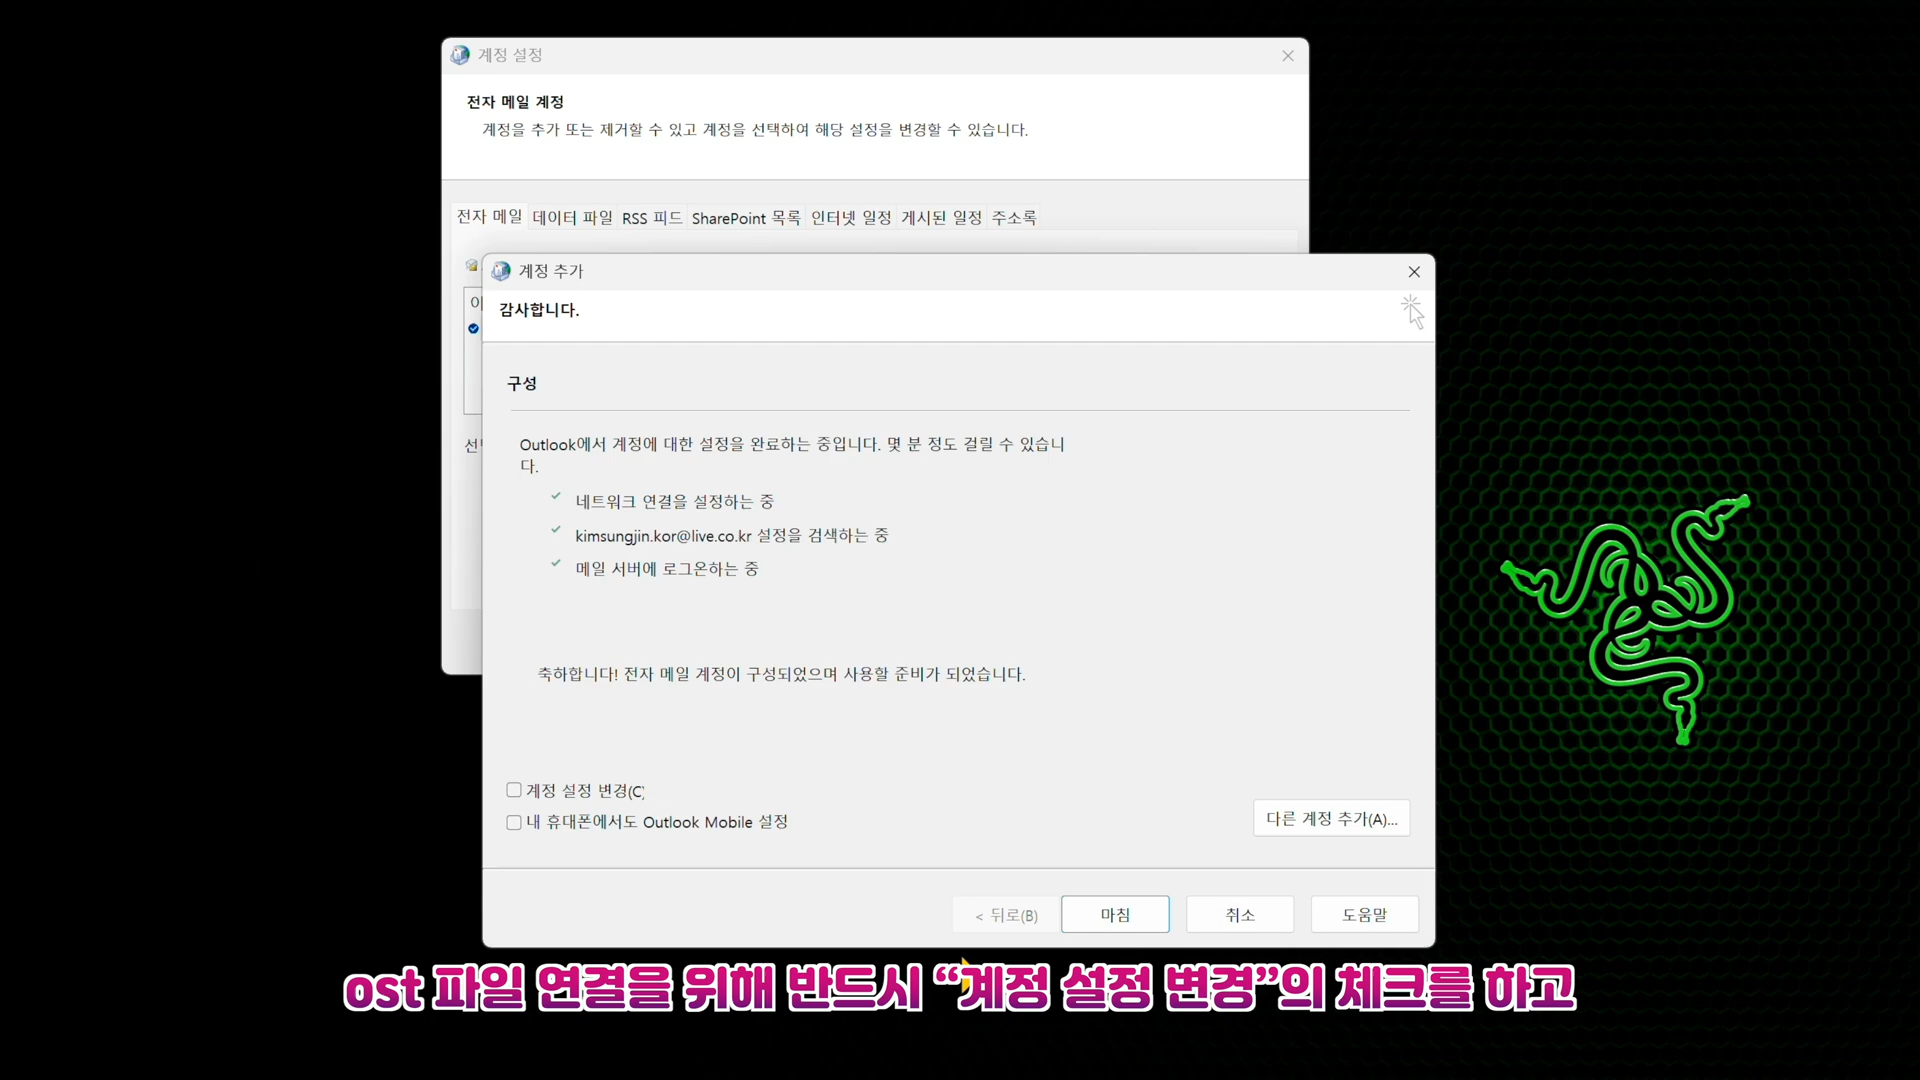 계정 설정
전자 메일 계정
계정을 추가 또는 제거할 수 있고 계정을 선택하여 해당 설정을 변경할 수 있습니다.
전자 메일 데이터 파일 RSS 피드 SharePoint 목록 인터넷 일정 게시된 일정 주소록
계정 추가
감사합니다.
구성
Outlook에서 계정에 대한 설정을 완료하는 중입니다. 몇 분 정도 걸릴 수 있습니
다.
네트워크 연결을 설정하는 중
kimsungjin.kor@live.co.kr 설정을 검색하는 중
메일 서버에 로그온하는 중
축하합니다! 전자 메일 계정이 구성되었으며 사용할 준비가 되었습니다.
계정 설정 변경(C)
내 휴대폰에서도 Outlook Mobile 설정
다른 계정 추가(A)...
< 뒤로(B) 마침 취소 도움말
ost 파일 연결을 위해 반드시 “계정 설정 변경”의 체크를 하고